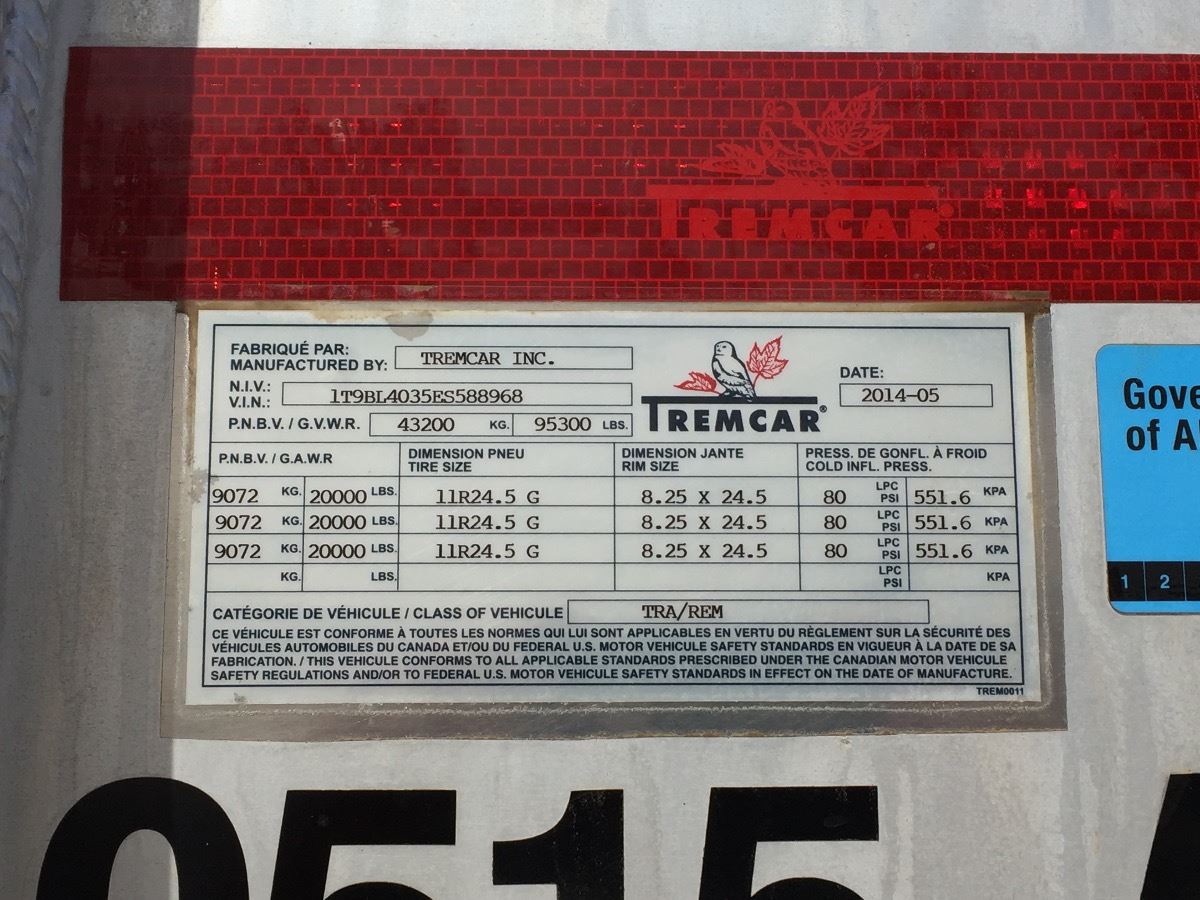 TREMCAR
FABRIQUÉ PAR:
MANUFACTURED BY: TREMCAR INC.
N.I.V.:
V.I.N.: 1T9BL4035ES588968
P.N.B.V. / G.V.W.R. 43200 KG. 95300 LBS.
TREMCAR®
DATE:
2014-05
P.N.B.V. / G.A.W.R DIMENSION PNEU TIRE SIZE DIMENSION JANTE RIM SIZE PRESS. DE GONFL. À FROID COLD INFL. PRESS.
9072 KG. 20000 LBS. 11R24.5 G 8.25 X 24.5 80 LPC PSI 551.6 KPA
9072 KG. 20000 LBS. 11R24.5 G 8.25 X 24.5 80 LPC PSI 551.6 KPA
9072 KG. 20000 LBS. 11R24.5 G 8.25 X 24.5 80 LPC PSI 551.6 KPA
KG. LBS. LPC PSI KPA
CATÉGORIE DE VÉHICULE / CLASS OF VEHICULE TRA/REM
CE VÉHICULE EST CONFORME À TOUTES LES NORMES QUI LUI SONT APPLICABLES EN VERTU DU RÈGLEMENT SUR LA SÉCURITÉ DES
VÉHICULES AUTOMOBILES DU CANADA ET/OU DU FEDERAL U.S. MOTOR VEHICULE SAFETY STANDARDS EN VIGUEUR À LA DATE DE SA
FABRICATION. / THIS VEHICULE CONFORMS TO ALL APPLICABLE STANDARDS PRESCRIBED UNDER THE CANADIAN MOTOR VEHICULE
SAFETY REGULATIONS AND/OR TO FEDERAL U.S. MOTOR VEHICULE SAFETY STANDARDS IN EFFECT ON THE DATE OF MANUFACTURE.
TREM0011
1 2
0515